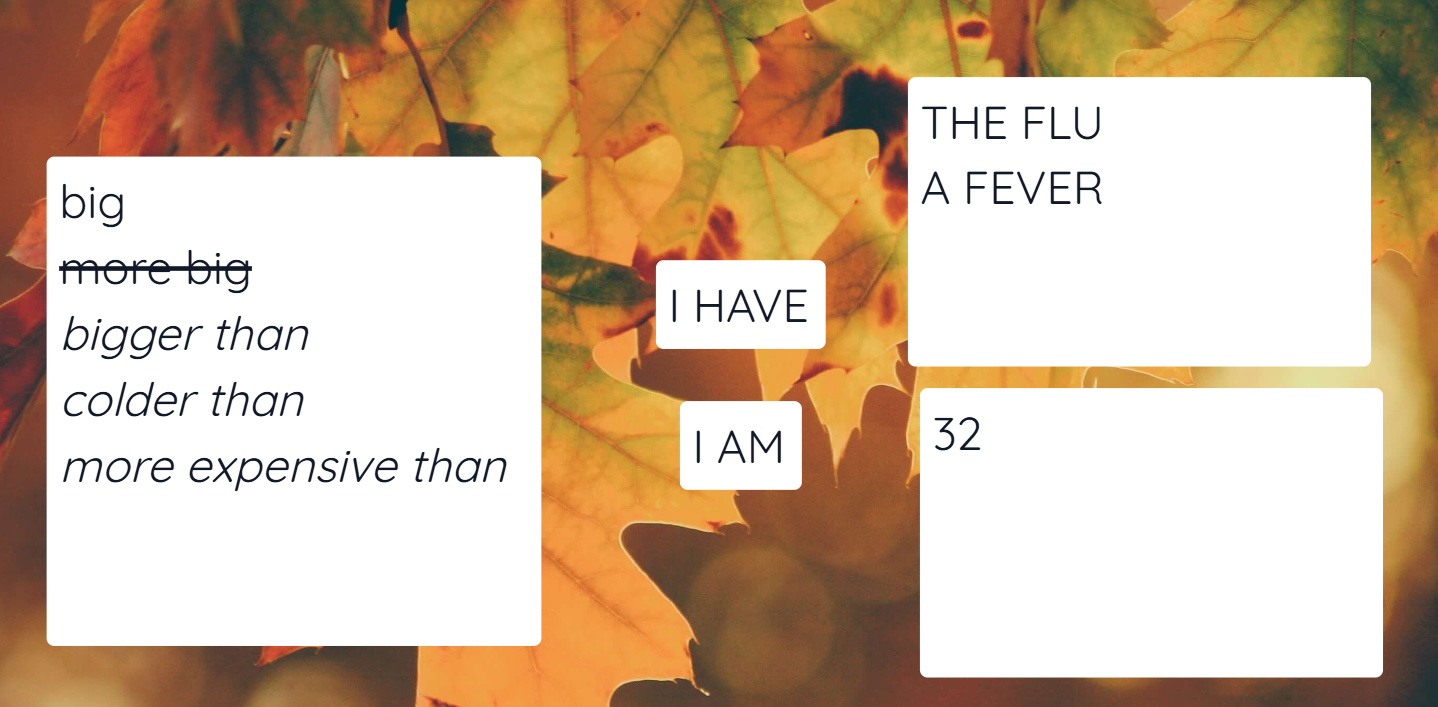 big
more big
bigger than
colder than
more expensive than
I HAVE
I AM
THE FLU
A FEVER
32